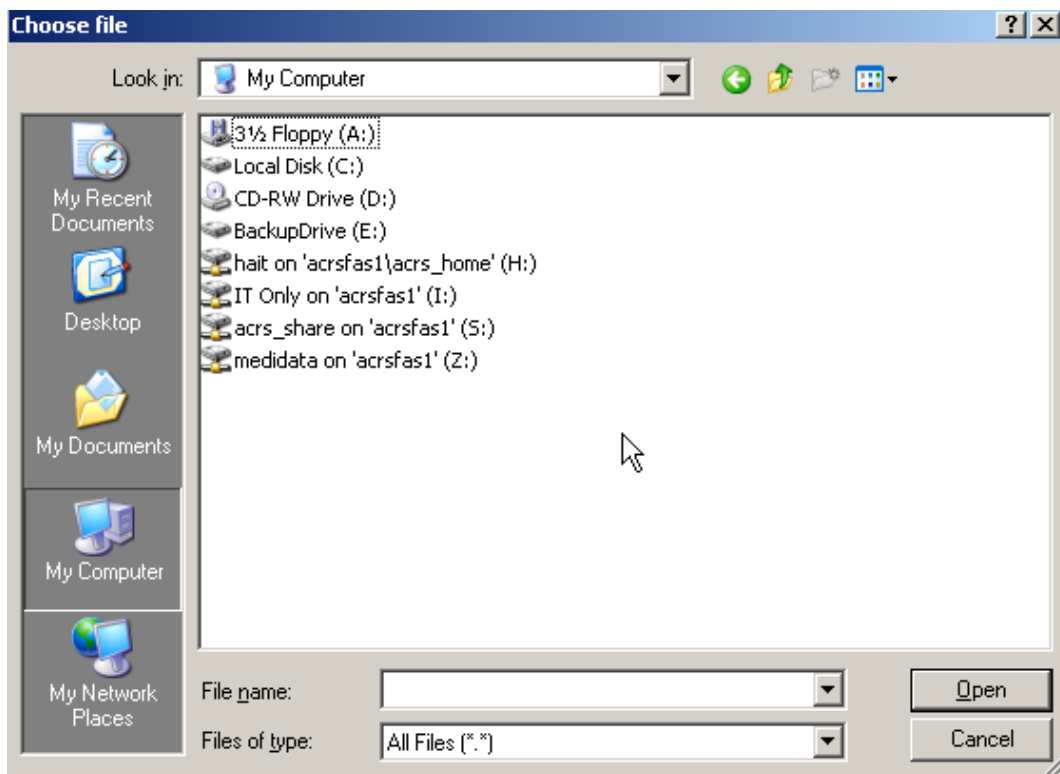 Choose file
Look in:
My Computer
My Recent
Documents
Desktop
My Documents
My Computer
My Network
Places
3½ Floppy (A:)
Local Disk (C:)
CD-RW Drive (D:)
BackupDrive (E:)
hait on 'acrsfas1\acrs_home' (H:)
IT Only on 'acrsfas1' (I:)
acrs_share on 'acrsfas1' (S:)
medidata on 'acrsfas1' (Z:)
File name:
Open
Files of type:
All Files (*.*)
Cancel